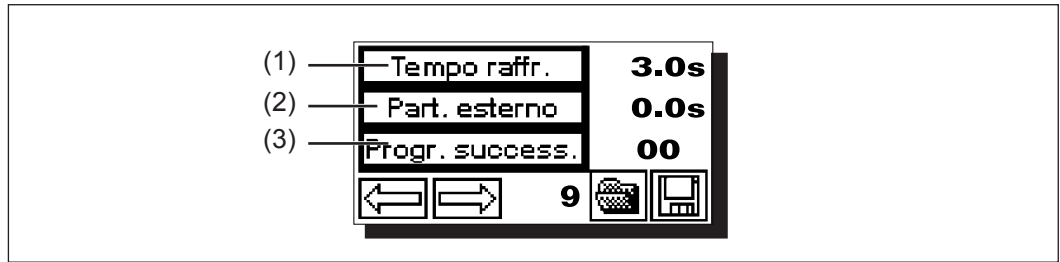 (1) Tempo raffr. 3.0s
(2) Part. esterno 0.0s
(3) Progr. success. 00
9